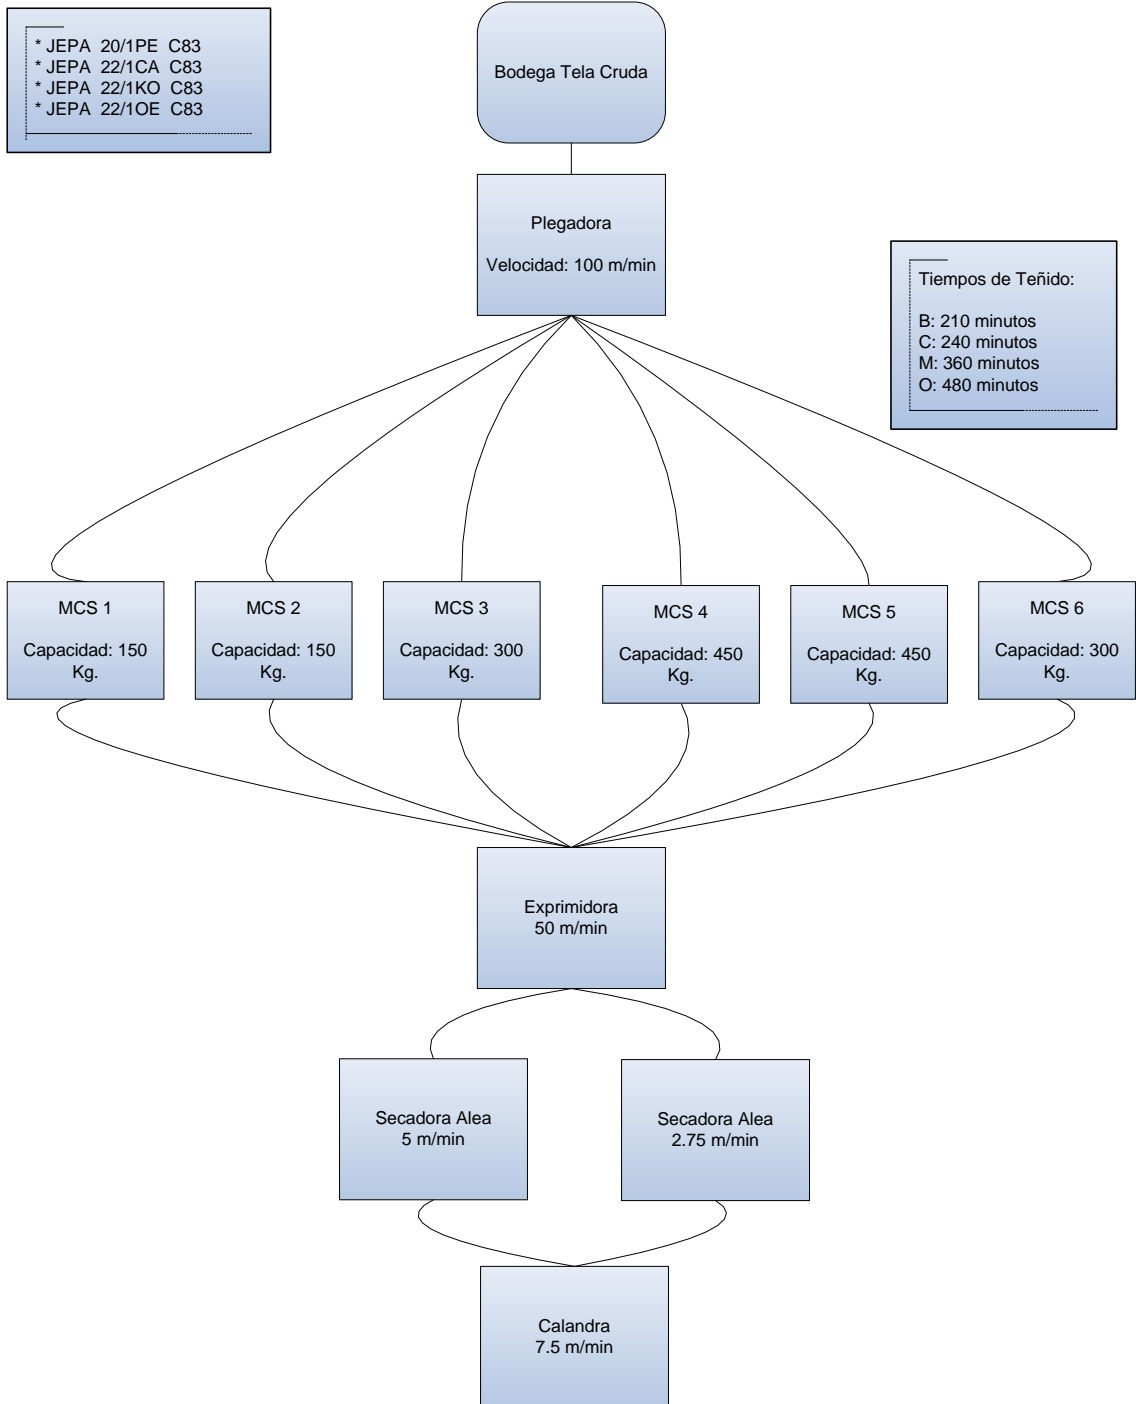 * JEPA  20/1PE  C83
* JEPA  22/1CA  C83
* JEPA  22/1KO  C83
* JEPA  22/1OE  C83
Bodega Tela Cruda
Plegadora
Velocidad: 100 m/min
Tiempos de Teñido:
B: 210 minutos
C: 240 minutos
M: 360 minutos
O: 480 minutos
MCS 1
Capacidad: 150
Kg.
MCS 2
Capacidad: 150
Kg.
MCS 3
Capacidad: 300
Kg.
MCS 4
Capacidad: 450
Kg.
MCS 5
Capacidad: 450
Kg.
MCS 6
Capacidad: 300
Kg.
Exprimidora
50 m/min
Secadora Alea
5 m/min
Secadora Alea
2.75 m/min
Calandra
7.5 m/min